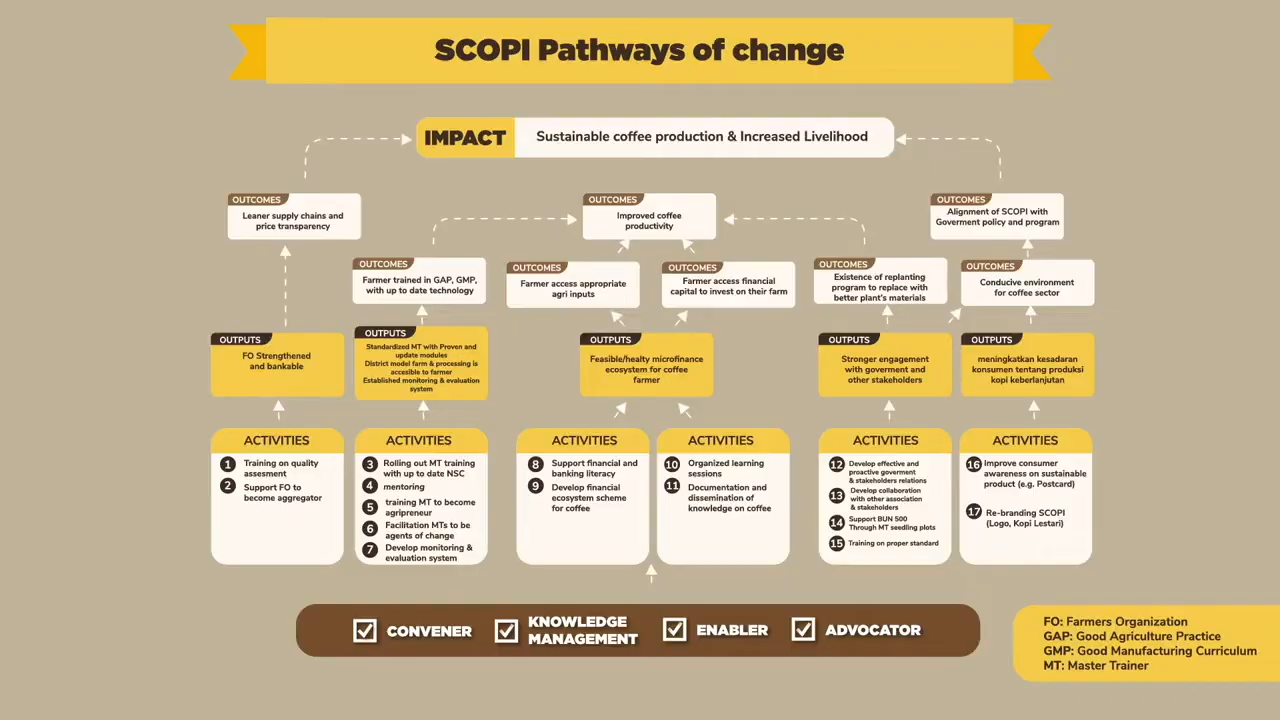 SCOPI Pathways of change
IMPACT
Sustainable coffee production & Increased Livelihood
OUTCOMES
Leaner supply chains and
price transparency
OUTCOMES
Improved coffee
productivity
OUTCOMES
Alignment of SCOPI with
Goverment policy and program
OUTCOMES
Farmer trained in GAP, GMP,
with up to date technology
OUTCOMES
Farmer access appropriate
agri inputs
OUTCOMES
Farmer access financial
capital to invest on their farm
OUTCOMES
Existence of replanting
program to replace with
better plant's materials
OUTCOMES
Conducive environment
for coffee sector
OUTPUTS
FO Strengthened
and bankable
OUTPUTS
Standardized MT with Proven and
update modules
District model farm & processing is
accesible to farmer
Established monitoring & evaluation
system
OUTPUTS
Feasible/healty microfinance
ecosystem for coffee
farmer
OUTPUTS
Stronger engagement
with goverment and
other stakeholders
OUTPUTS
meningkatkan kesadaran
konsumen tentang produksi
kopi keberlanjutan
ACTIVITIES
1 Training on quality
assesment
2 Support FO to
become aggregator
ACTIVITIES
3 Rolling out MT training
with up to date NSC
4 mentoring
5 training MT to become
agripreneur
6 Facilitation MTs to be
agents of change
7 Develop monitoring &
evaluation system
ACTIVITIES
8 Support financial and
banking literacy
9 Develop financial
ecosystem scheme
for coffee
ACTIVITIES
10 Organized learning
sessions
11 Documentation and
dissemination of
knowledge on coffee
ACTIVITIES
12 Develop effective and
proactive goverment
& stakeholders relations
13 Develop collaboration
with other association
& stakeholders
14 Support BUN 500
Through MT seedling plots
15 Training on proper standard
ACTIVITIES
16 Improve consumer
awareness on sustainable
product (e.g. Postcard)
17 Re-branding SCOPI
(Logo, Kopi Lestari)
CONVENER
KNOWLEDGE
MANAGEMENT
ENABLER
ADVOCATOR
FO: Farmers Organization
GAP: Good Agriculture Practice
GMP: Good Manufacturing Curriculum
MT: Master Trainer